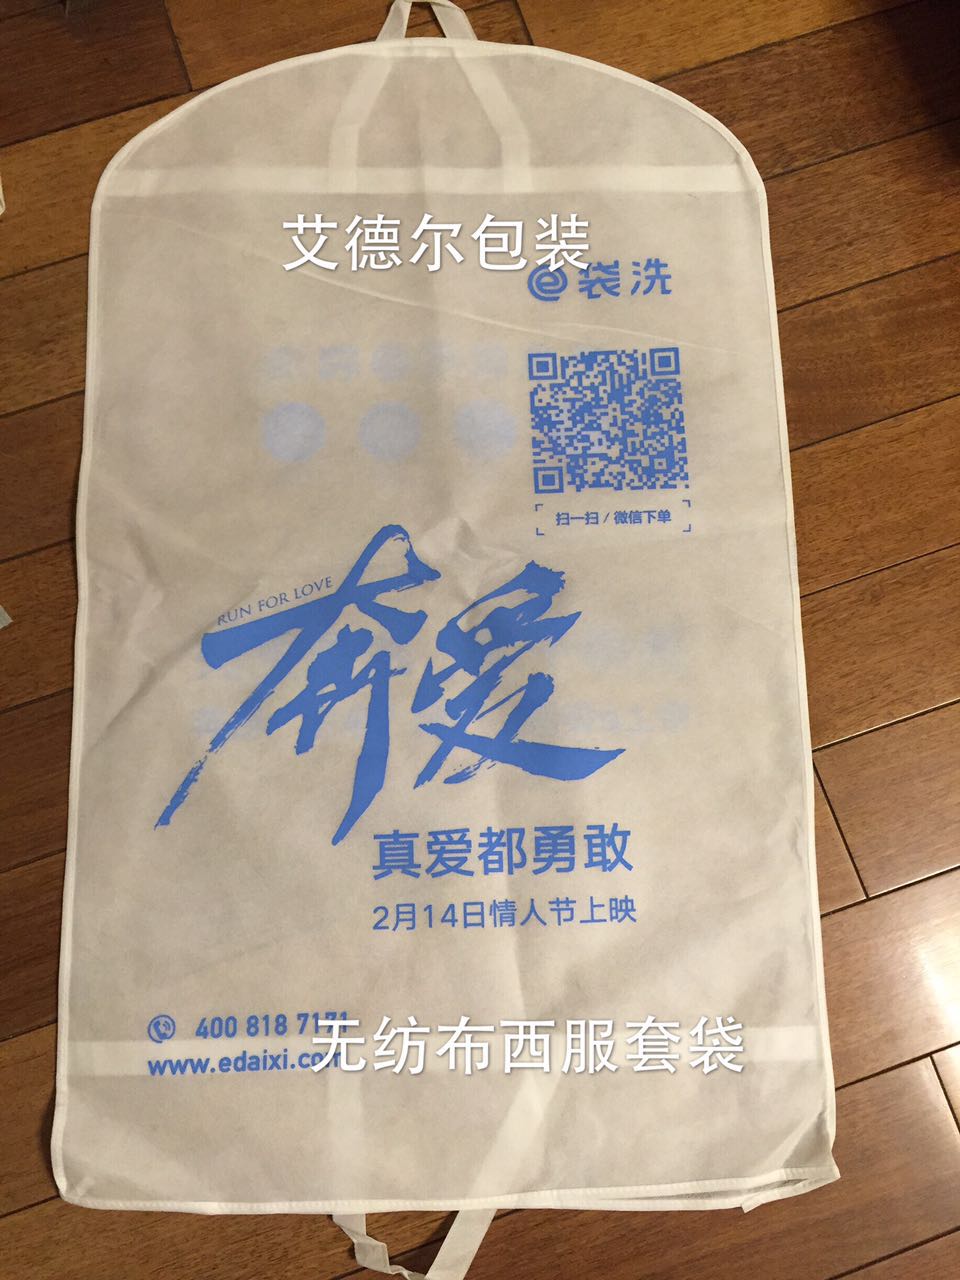 艾德尔包装
e袋洗
扫一扫 / 微信下单
RUN FOR LOVE
奔爱
真爱都勇敢
2月14日情人节上映
400 818 7171
www.edaixi.com
无纺布西服套袋